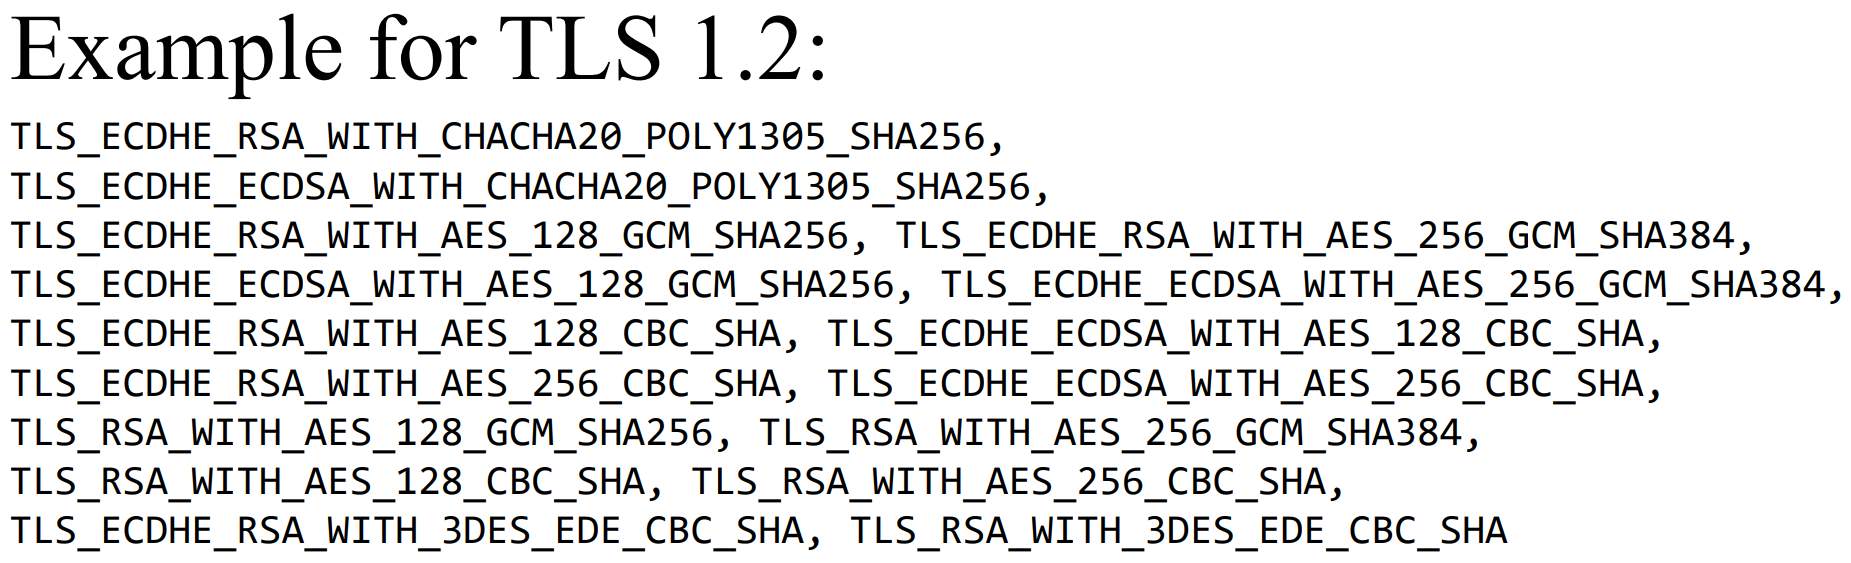 Example for TLS 1.2:
TLS_ECDHE_RSA_WITH_CHACHA20_POLY1305_SHA256,
TLS_ECDHE_ECDSA_WITH_CHACHA20_POLY1305_SHA256,
TLS_ECDHE_RSA_WITH_AES_128_GCM_SHA256, TLS_ECDHE_RSA_WITH_AES_256_GCM_SHA384,
TLS_ECDHE_ECDSA_WITH_AES_128_GCM_SHA256, TLS_ECDHE_ECDSA_WITH_AES_256_GCM_SHA384,
TLS_ECDHE_RSA_WITH_AES_128_CBC_SHA, TLS_ECDHE_ECDSA_WITH_AES_128_CBC_SHA,
TLS_ECDHE_RSA_WITH_AES_256_CBC_SHA, TLS_ECDHE_ECDSA_WITH_AES_256_CBC_SHA,
TLS_RSA_WITH_AES_128_GCM_SHA256, TLS_RSA_WITH_AES_256_GCM_SHA384,
TLS_RSA_WITH_AES_128_CBC_SHA, TLS_RSA_WITH_AES_256_CBC_SHA,
TLS_ECDHE_RSA_WITH_3DES_EDE_CBC_SHA, TLS_RSA_WITH_3DES_EDE_CBC_SHA